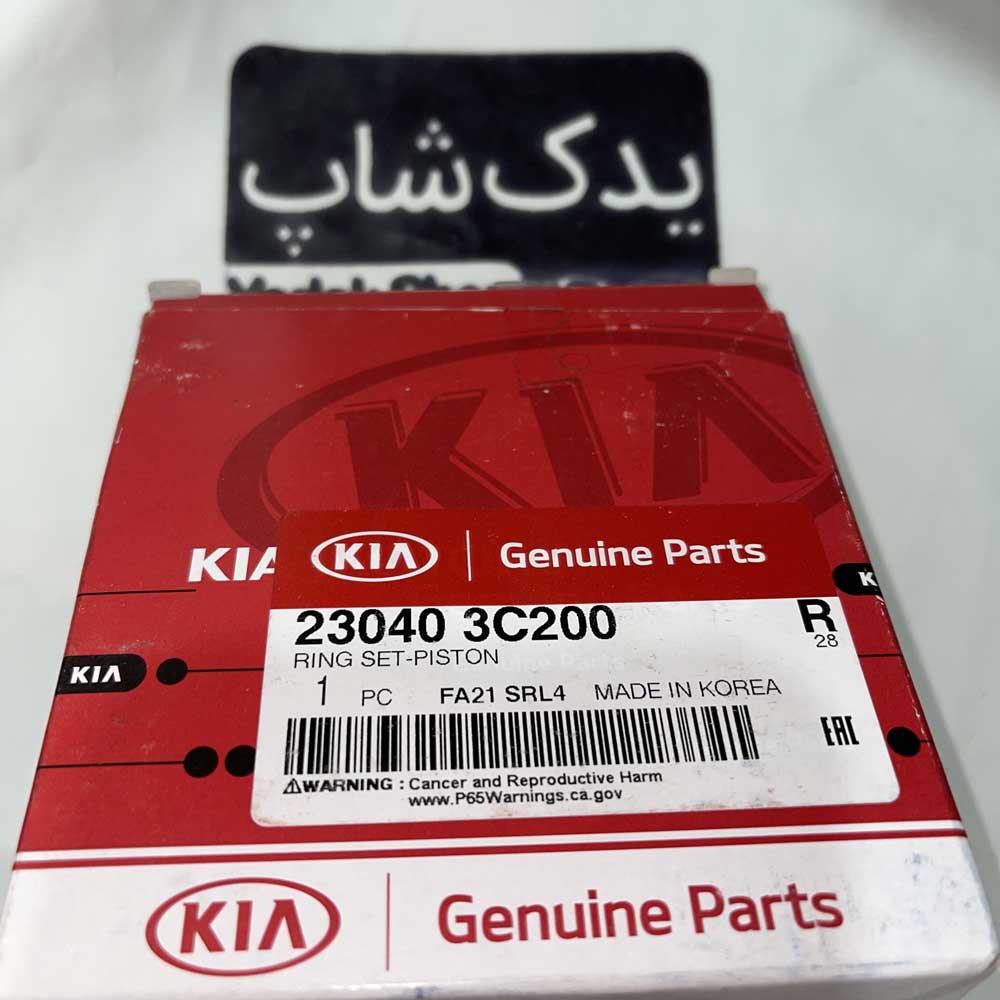 یدک شاپ
KIA
KIA
KIA | Genuine Parts
23040 3C200 R
RING SET-PISTON 28
1 PC FA21 SRL4 MADE IN KOREA
KIA
EAC
⚠WARNING : Cancer and Reproductive Harm
www.P65Warnings.ca.gov
KIA | Genuine Parts